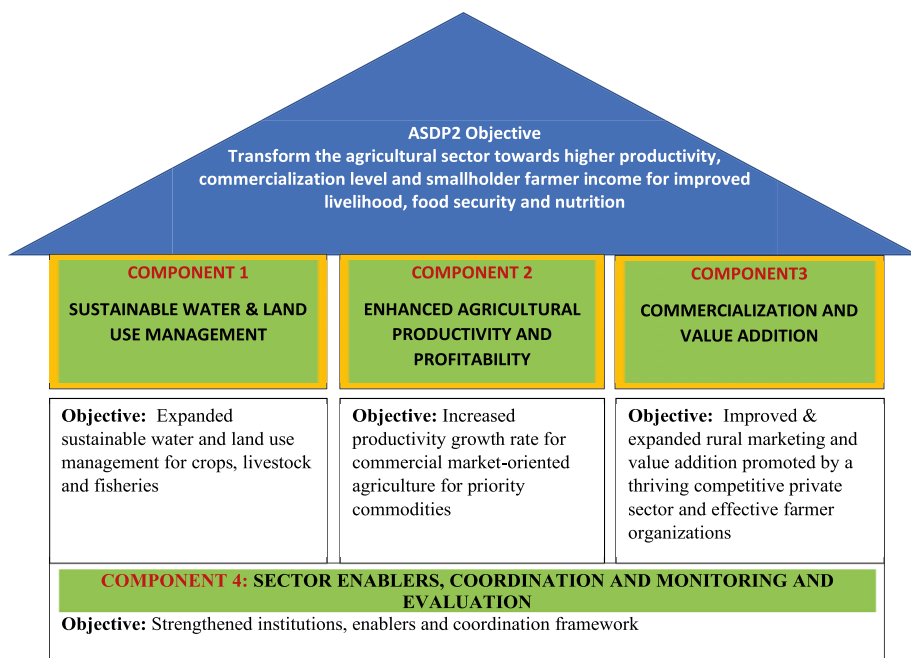 ASDP2 Objective
Transform the agricultural sector towards higher productivity,
commercialization level and smallholder farmer income for improved
livelihood, food security and nutrition
COMPONENT 1
SUSTAINABLE WATER & LAND
USE MANAGEMENT
COMPONENT 2
ENHANCED AGRICULTURAL
PRODUCTIVITY AND
PROFITABILITY
COMPONENT3
COMMERCIALIZATION AND
VALUE ADDITION
Objective: Expanded
sustainable water and land use
management for crops, livestock
and fisheries
Objective: Increased
productivity growth rate for
commercial market-oriented
agriculture for priority
commodities
Objective: Improved &
expanded rural marketing and
value addition promoted by a
thriving competitive private
sector and effective farmer
organizations
COMPONENT 4: SECTOR ENABLERS, COORDINATION AND MONITORING AND
EVALUATION
Objective: Strengthened institutions, enablers and coordination framework